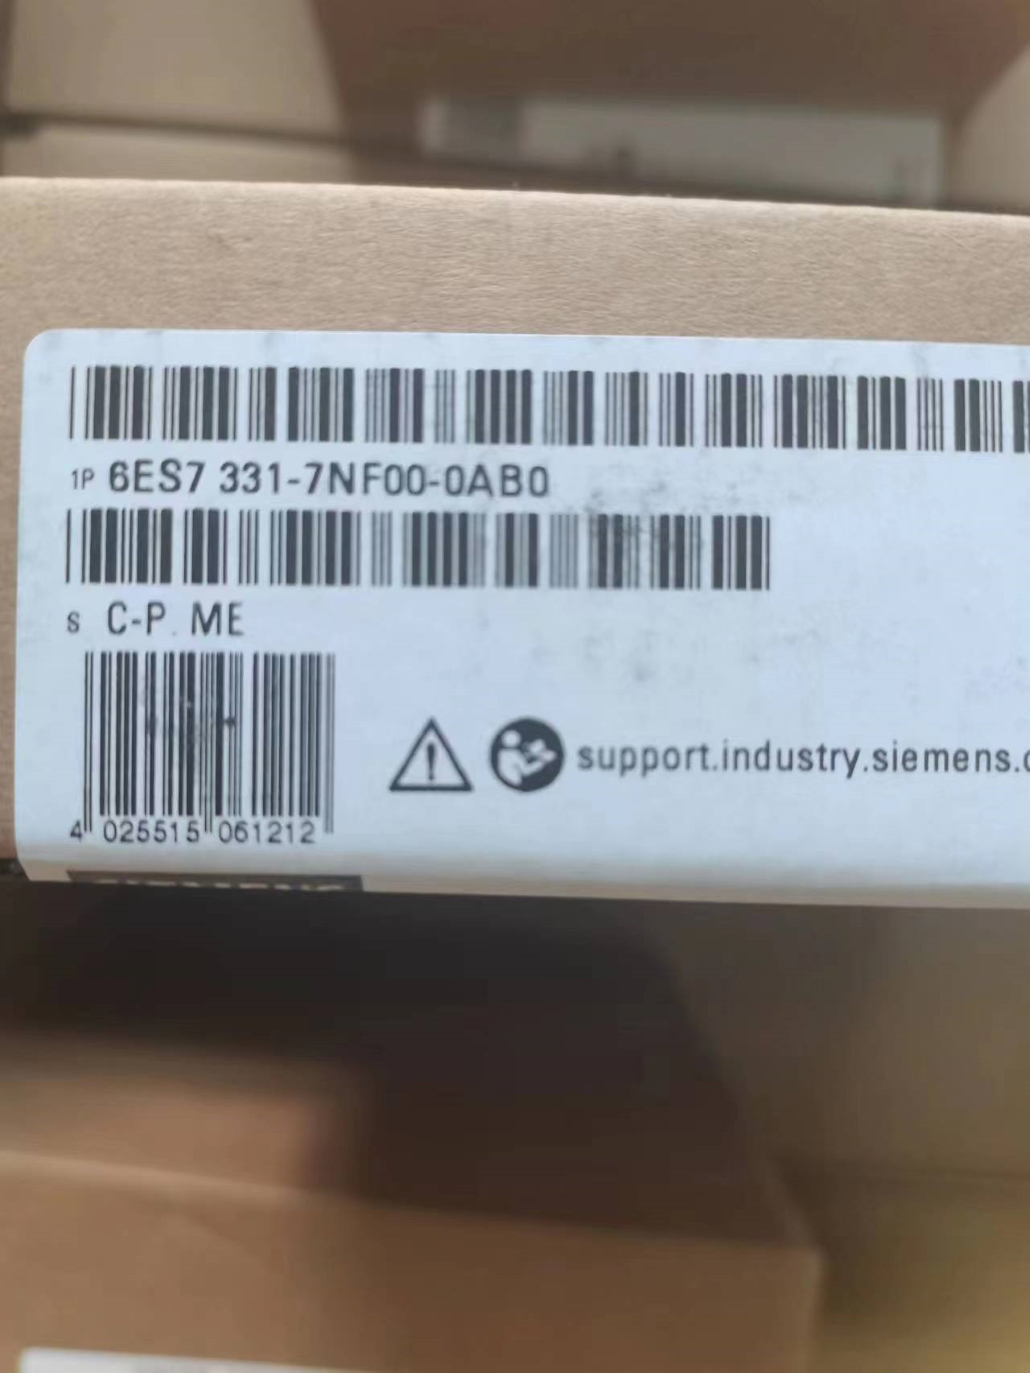 1P 6ES7 331-7NF00-0AB0
S C-P ME
support.industry.siemens.c
4 025515 061212